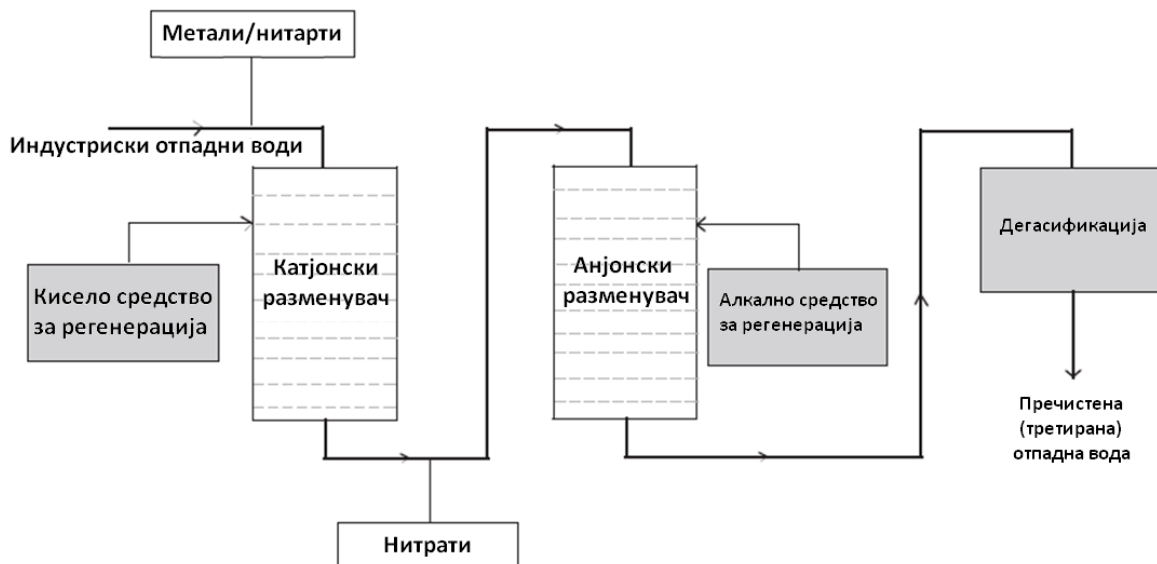 Метали/нитарти
Индустриски отпадни води
Катјонски
разменувач
Кисело средство
за регенерација
Нитрати
Анјонски
разменувач
Алкално средство
за регенерација
Дегасификација
Пречистена
(третирана)
отпадна вода